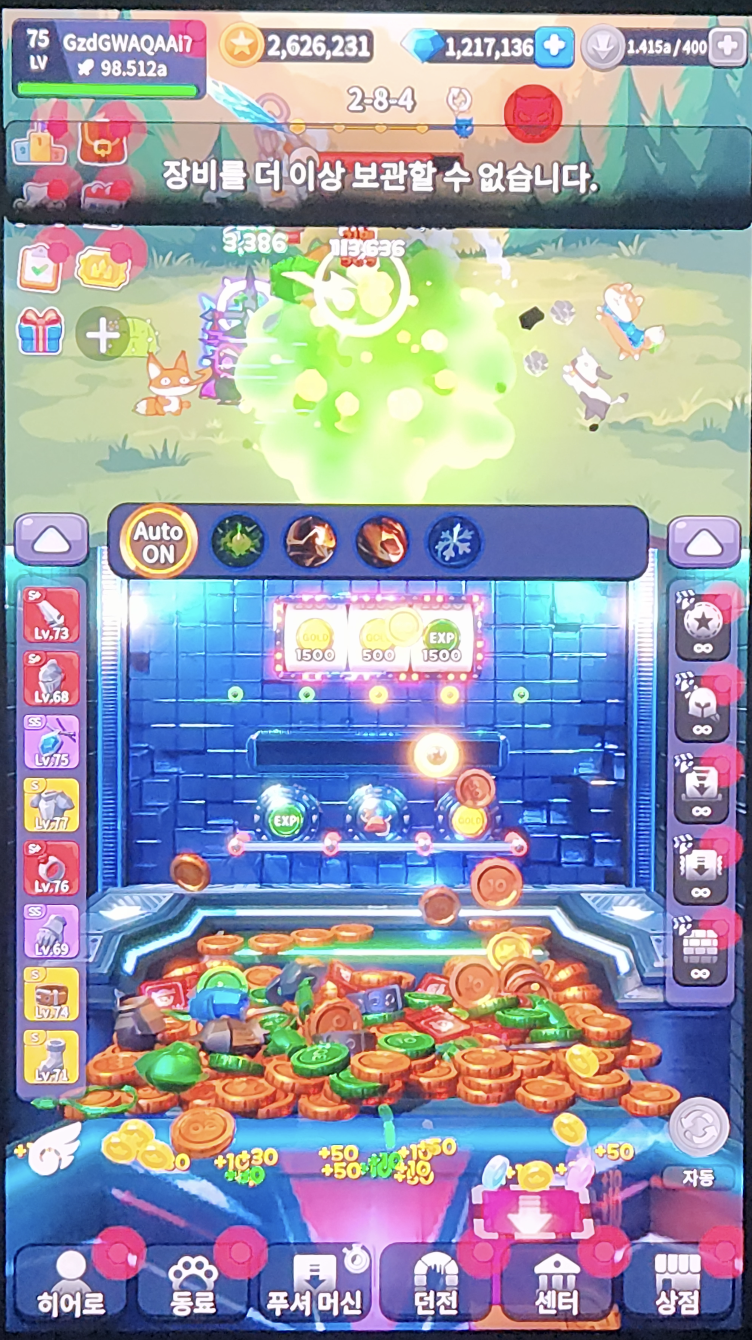 75
LV
GzdGWAQAAI7
98.512a
2,626,231
1,217,136
1.415a / 400
2-8-4
장비를 더 이상 보관할 수 없습니다.
3,386
113,636
Auto
ON
S+
Lv.73
S+
Lv.68
SS
Lv.75
S
Lv.77
S+
Lv.76
SS
Lv.69
S
Lv.74
S
Lv.71
GOLD
1500
500
EXP
1500
EXP
GOLD
∞
∞
∞
∞
∞
10
+50
+50
+50
자동
히어로
동료
푸셔 머신
던전
센터
상점